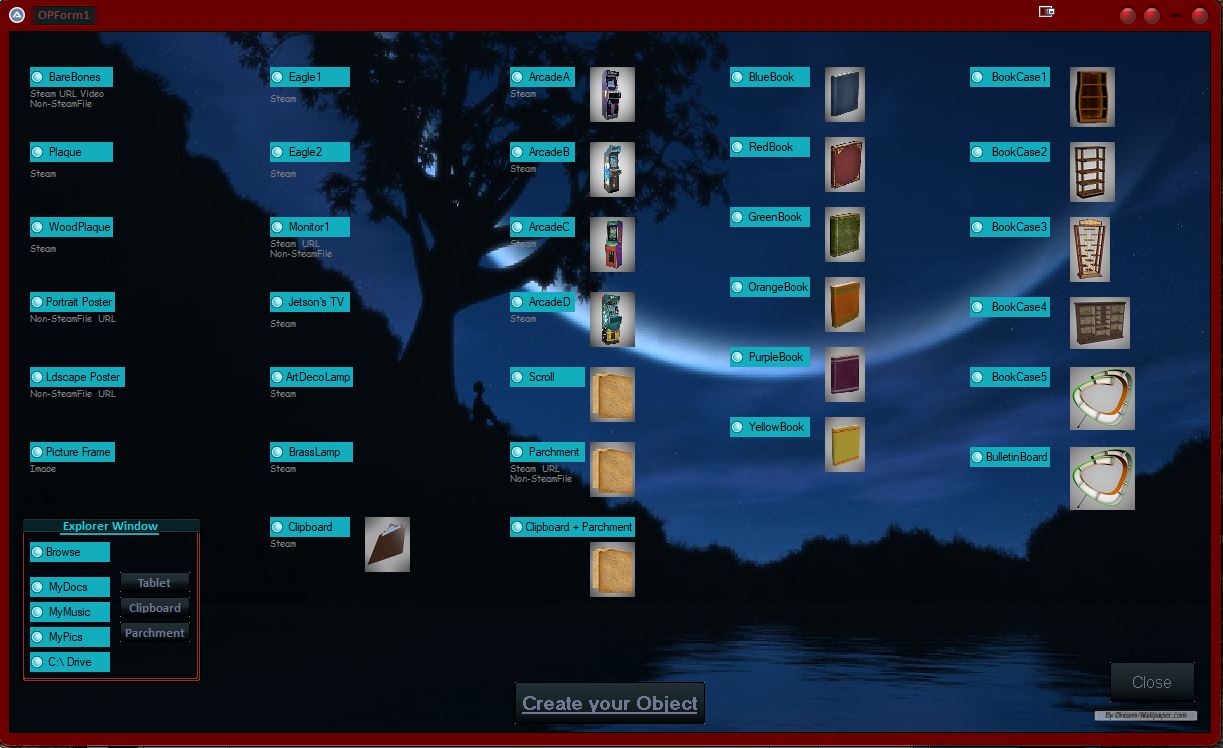 OPForm1
BareBones
Steam URL Video
Non-SteamFile
Plaque
Steam
WoodPlaque
Steam
Portrait Poster
Non-SteamFile URL
Ldscape Poster
Non-SteamFile URL
Picture Frame
Image
Eagle1
Steam
Eagle2
Steam
Monitor1
Steam URL
Non-SteamFile
Jetson's TV
Steam
ArtDecoLamp
Steam
BrassLamp
Steam
Clipboard
Steam
ArcadeA
Steam
ArcadeB
Steam
ArcadeC
Steam
ArcadeD
Steam
Scroll
Parchment
Steam URL
Non-SteamFile
Clipboard + Parchment
BlueBook
RedBook
GreenBook
OrangeBook
PurpleBook
YellowBook
BookCase1
BookCase2
BookCase3
BookCase4
BookCase5
BulletinBoard
Explorer Window
Browse
MyDocs
MyMusic
MyPics
C:\ Drive
Tablet
Clipboard
Parchment
Create your Object
Close
By Dream-Wallpaper.com